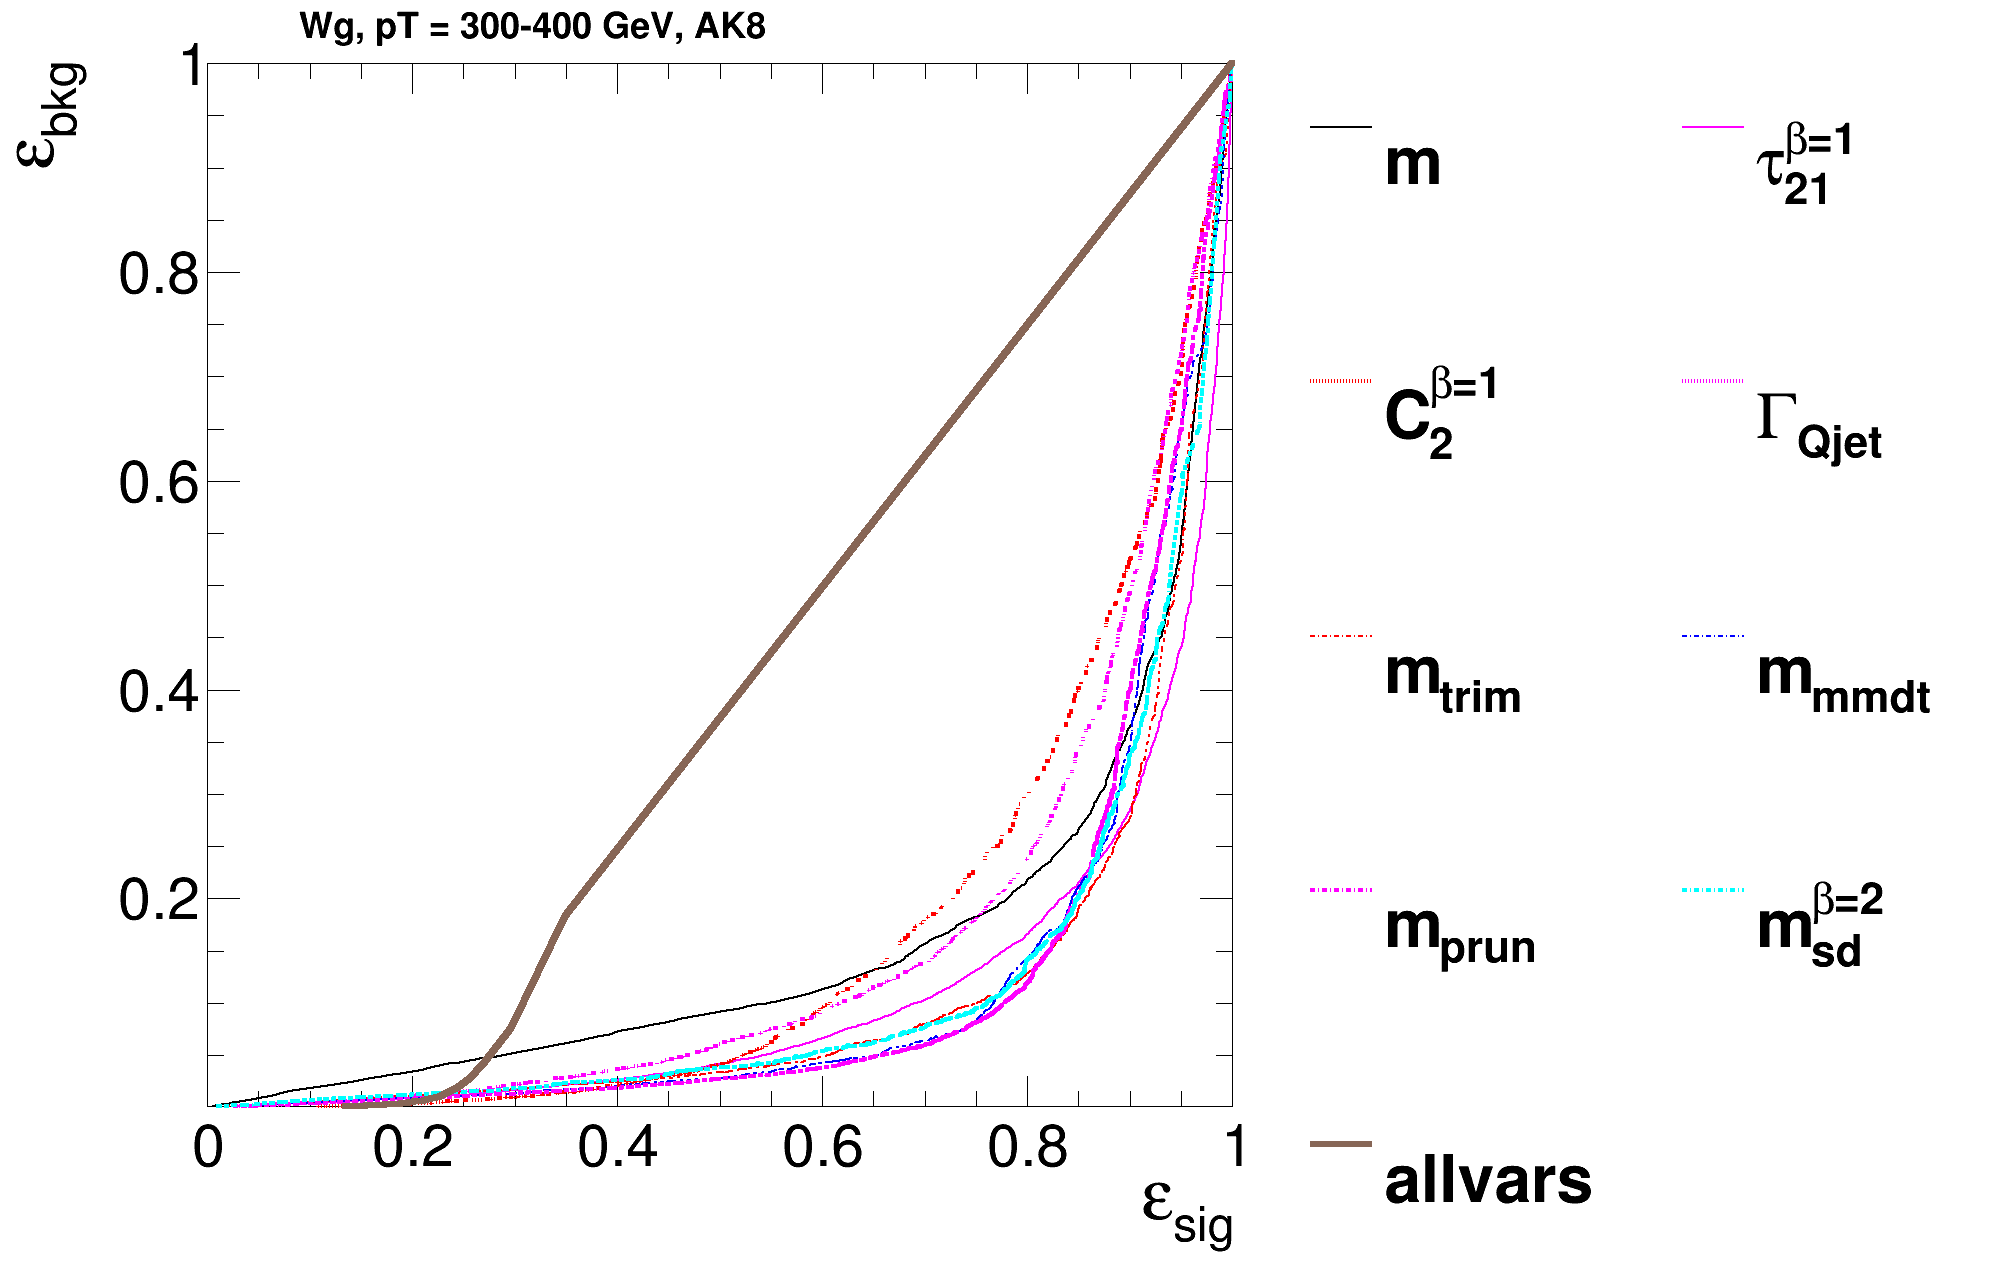 Wg, pT = 300-400 GeV, AK8
ε_bkg
1
0.8
0.6
0.4
0.2
0 0.2 0.4 0.6 0.8 1
ε_sig
m
τ_21^β=1
C_2^β=1
Γ_Qjet
m_trim
m_mmdt
m_prun
m_sd^β=2
allvars